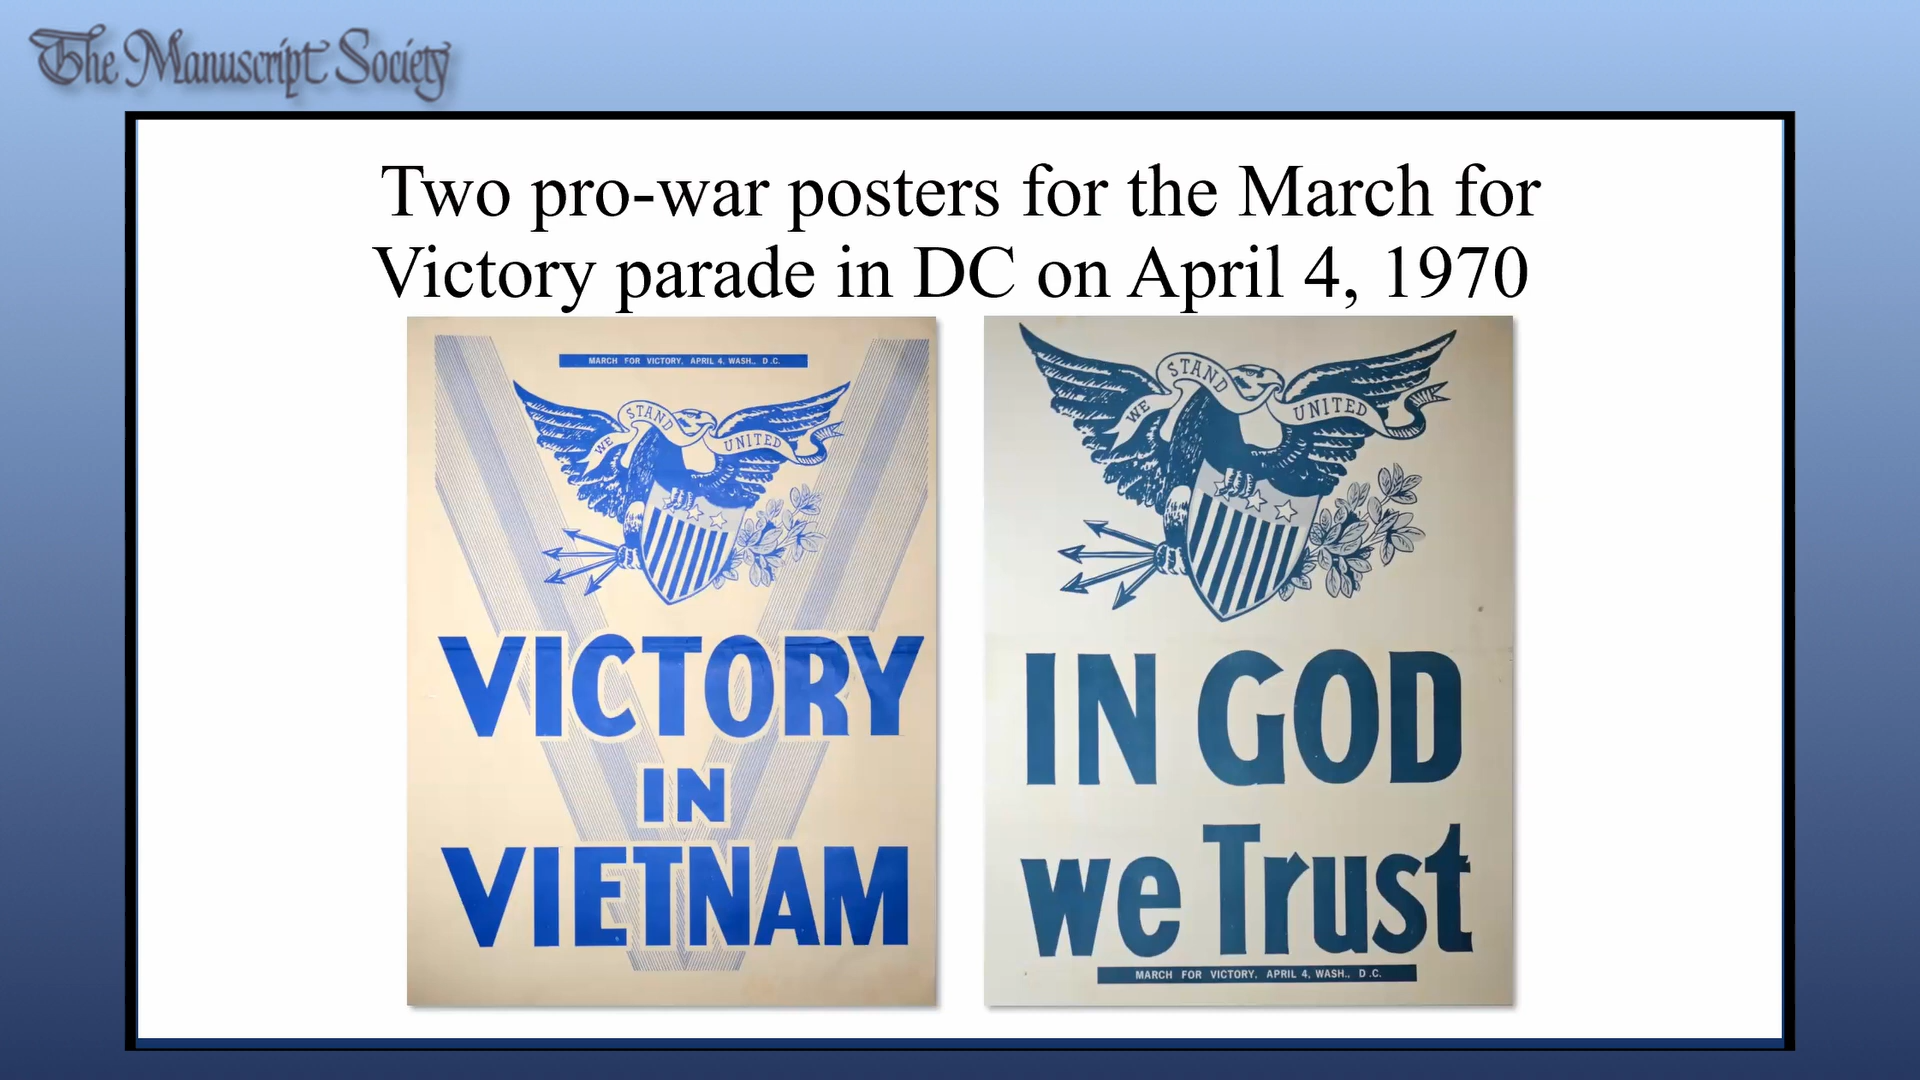 The Manuscript Society
Two pro-war posters for the March for
Victory parade in DC on April 4, 1970
MARCH FOR VICTORY, APRIL 4, WASH., D.C.
WE STAND UNITED
VICTORY
IN
VIETNAM
WE STAND UNITED
IN GOD
we Trust
MARCH FOR VICTORY, APRIL 4, WASH., D.C.